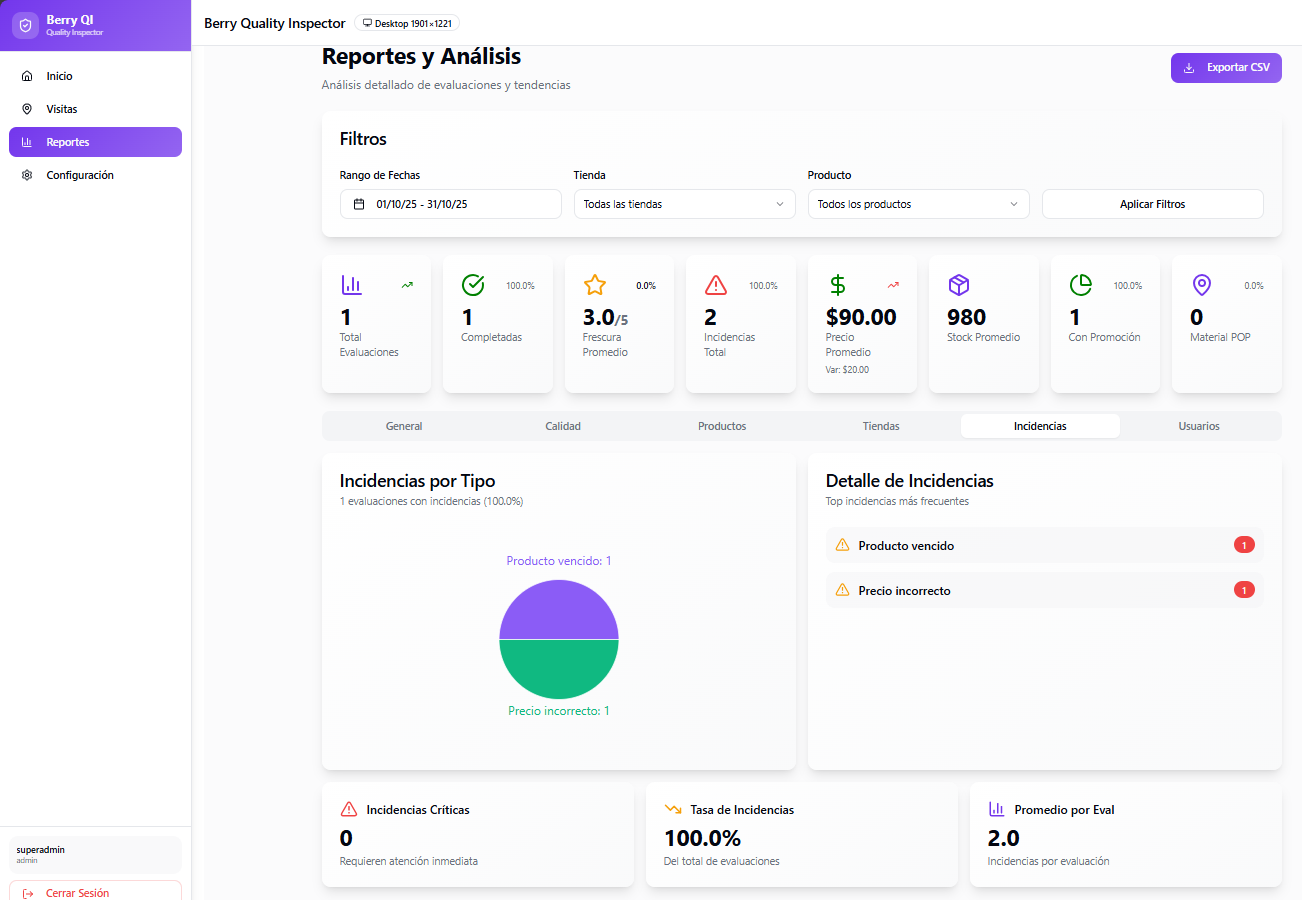 Berry QI
Quality Inspector
Berry Quality Inspector
Desktop 1901×1221
Inicio
Visitas
Reportes
Configuración
superadmin
admin
Cerrar Sesión
Reportes y Análisis
Análisis detallado de evaluaciones y tendencias
Exportar CSV
Filtros
Rango de Fechas
01/10/25 - 31/10/25
Tienda
Todas las tiendas
Producto
Todos los productos
Aplicar Filtros
1
Total
Evaluaciones
100.0%
1
Completadas
0.0%
3.0/5
Frescura
Promedio
100.0%
2
Incidencias
Total
$90.00
Precio
Promedio
Var: $20.00
980
Stock Promedio
100.0%
1
Con Promoción
0.0%
0
Material POP
General
Calidad
Productos
Tiendas
Incidencias
Usuarios
Incidencias por Tipo
1 evaluaciones con incidencias (100.0%)
Producto vencido: 1
Precio incorrecto: 1
Detalle de Incidencias
Top incidencias más frecuentes
Producto vencido
1
Precio incorrecto
1
Incidencias Críticas
0
Requieren atención inmediata
Tasa de Incidencias
100.0%
Del total de evaluaciones
Promedio por Eval
2.0
Incidencias por evaluación